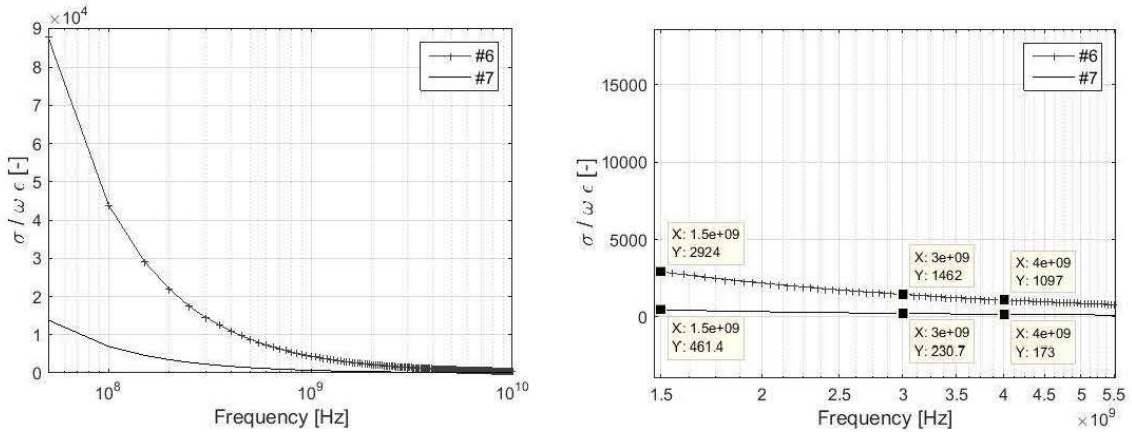 ×10⁴
9
8
7
6
5
4
3
2
1
0
σ / ω ϵ [-]
#6
#7
10⁸
10⁹
10¹⁰
Frequency [Hz]
15000
10000
5000
0
σ / ω ϵ [-]
#6
#7
X: 1.5e+09
Y: 2924
X: 3e+09
Y: 1462
X: 4e+09
Y: 1097
X: 1.5e+09
Y: 461.4
X: 3e+09
Y: 230.7
X: 4e+09
Y: 173
1.5 2 2.5 3 3.5 4 4.5 5 5.5
Frequency [Hz]
×10⁹